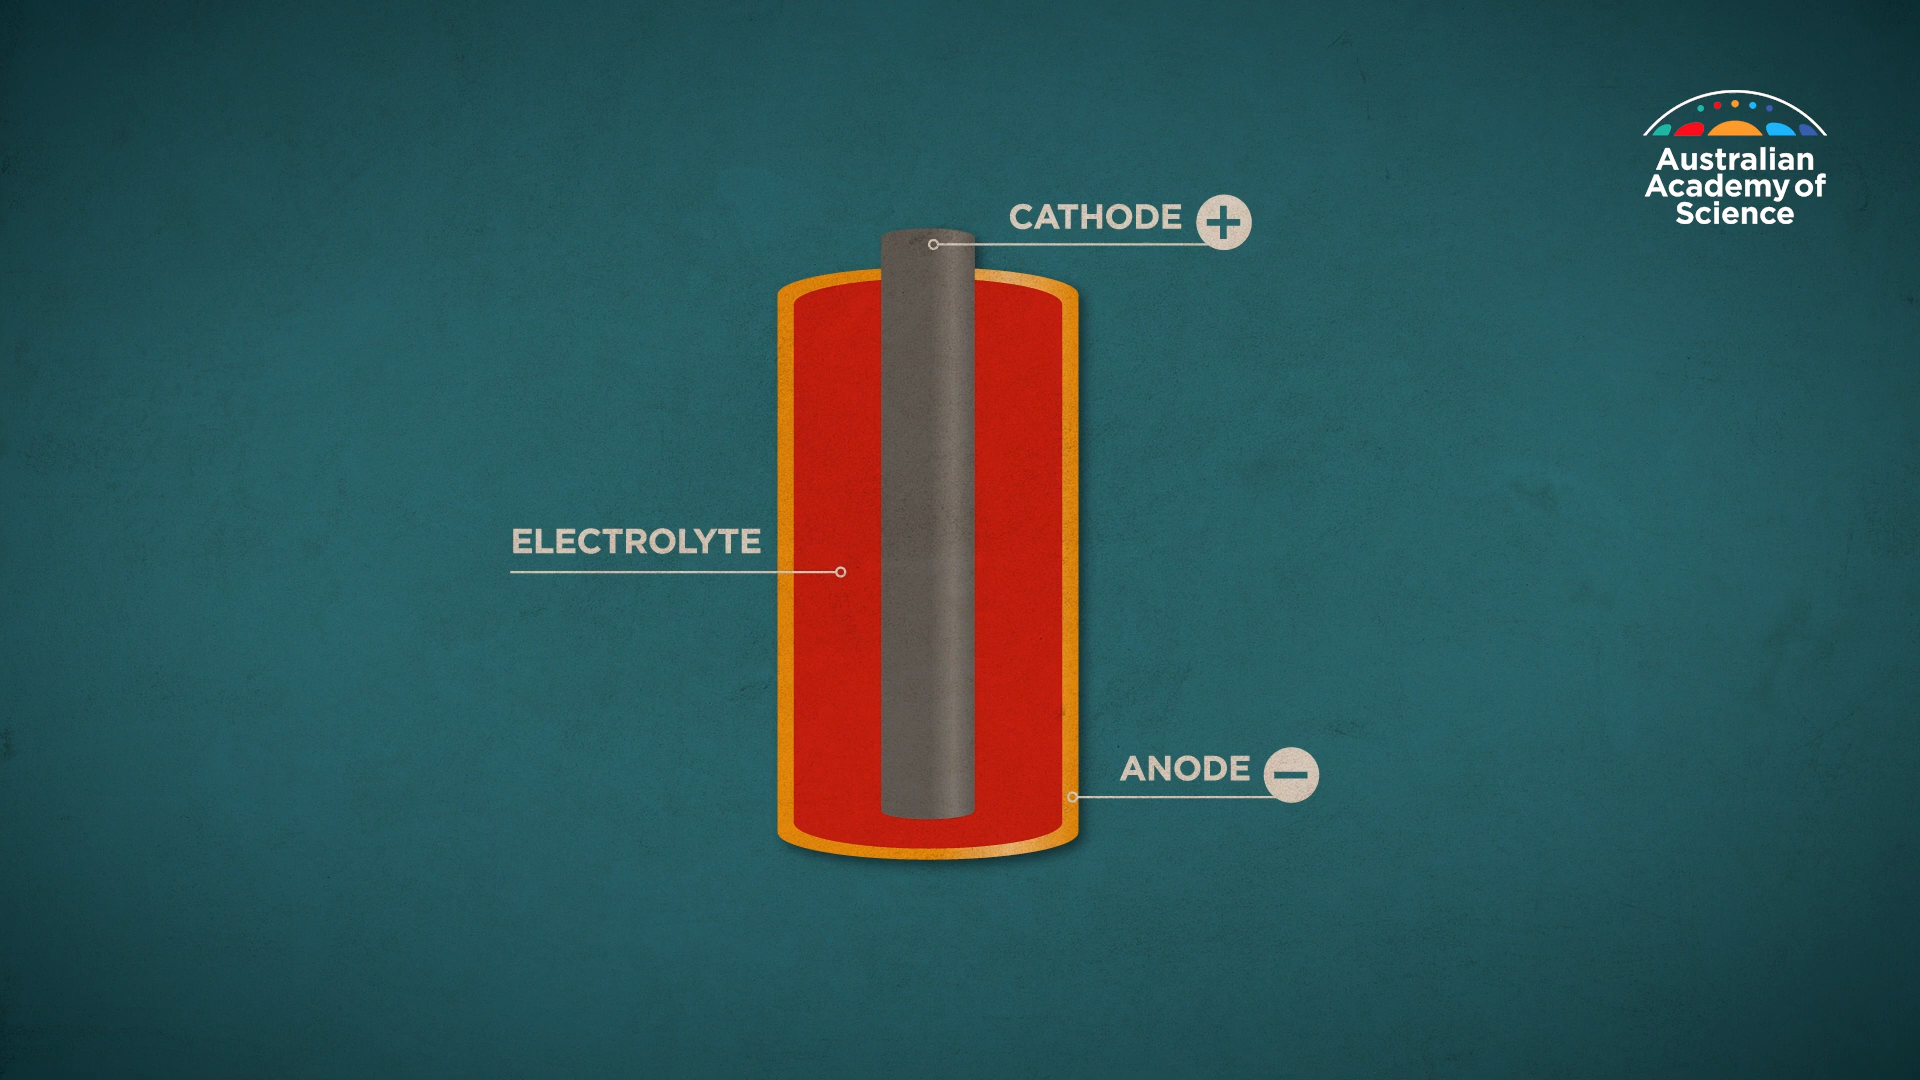 Australian
Academy of
Science
CATHODE +
ELECTROLYTE
ANODE −